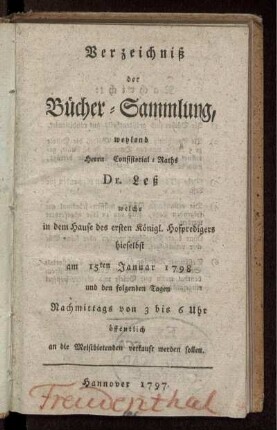 Verzeichniß
der
Bücher-Sammlung,
weyland
Herrn Consistorial-Raths
Dr. Leß
welche
in dem Hause des ersten Königl. Hofpredigers
hieselbst
am 15ten Januar 1798
und den folgenden Tagen
Nachmittags von 3 bis 6 Uhr
öffentlich
an die Meistbietenden verkauft werden sollen.
Hannover 1797.
Freudenthal